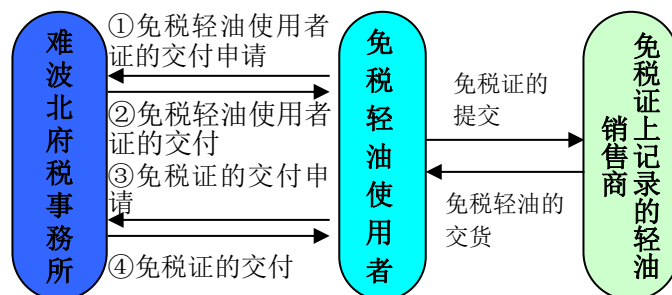 难波北府税事務所
①免税轻油使用者
证的交付申请
②免税轻油使用者
证的交付
③免税证的交付申
请
④免税证的交付
免税轻油使用者
免税证的
提交
免税轻油的
交货
免税证上记录的轻油
销售商